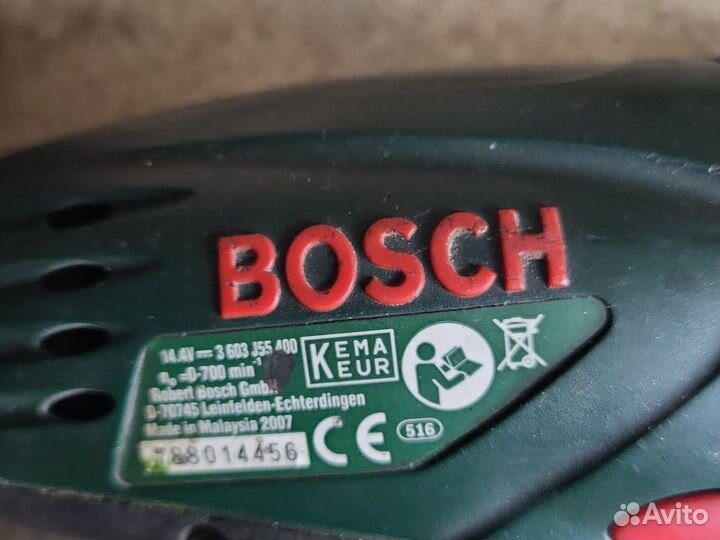 BOSCH
14.4V 3 603 J55 400
n₀=0-700 min⁻¹
Robert Bosch GmbH
D-70745 Leinfelden-Echterdingen
Made in Malaysia 2007
788014456
KEMA
KEUR
CE
516
Avito